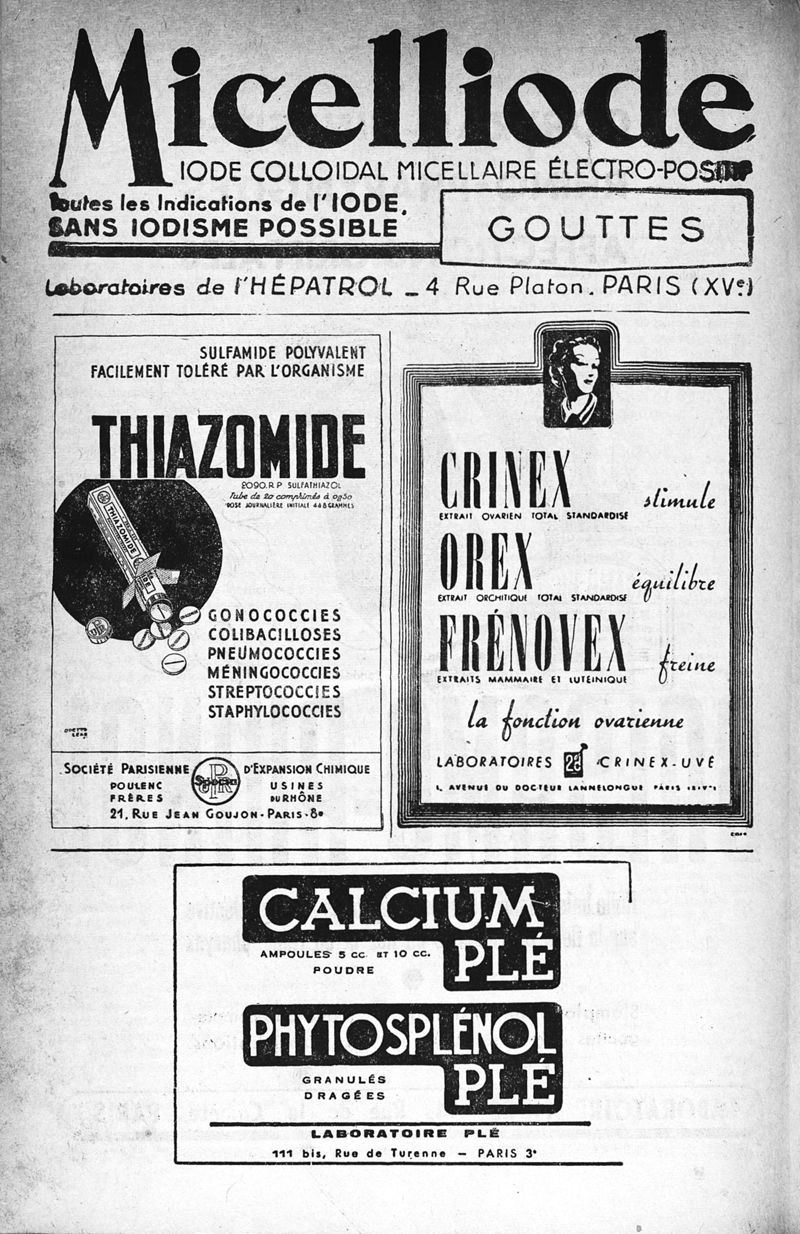 Micelliode
IODE COLLOIDAL MICELLAIRE ÉLECTRO-POSITIF
Toutes les Indications de l'IODE,
SANS IODISME POSSIBLE
GOUTTES
Laboratoires de l'HÉPATROL _ 4 Rue Platon. PARIS (XVe)
SULFAMIDE POLYVALENT
FACILEMENT TOLÉRÉ PAR L'ORGANISME
THIAZOMIDE
2090. R P SULFATHIAZOL
Tube de 20 comprimés à 0g50
DOSE JOURNALIÈRE INITIALE 4 à 8 GRAMMES
THIAZOMIDE
GONOCOCCIES
COLIBACILLOSES
PNEUMOCOCCIES
MÉNINGOCOCCIES
STREPTOCOCCIES
STAPHYLOCOCCIES
SOCIÉTÉ PARISIENNE D'EXPANSION CHIMIQUE
Specia
POULENC USINES
FRÈRES DU RHÔNE
21, RUE JEAN GOUJON · PARIS · 8e
CRINEX stimule
EXTRAIT OVARIEN TOTAL STANDARDISÉ
OREX équilibre
EXTRAIT ORCHITIQUE TOTAL STANDARDISÉ
FRÉNOVEX freine
EXTRAITS MAMMAIRE ET LUTÉINIQUE
la fonction ovarienne
LABORATOIRES CRINEX-UVÉ
1, AVENUE DU DOCTEUR LANNELONGUE PARIS
CALCIUM
PLÉ
AMPOULES 5 CC. ET 10 CC.
POUDRE
PHYTOSPLÉNOL
PLÉ
GRANULÉS
DRAGÉES
LABORATOIRE PLÉ
111 bis, Rue de Turenne — PARIS 3e